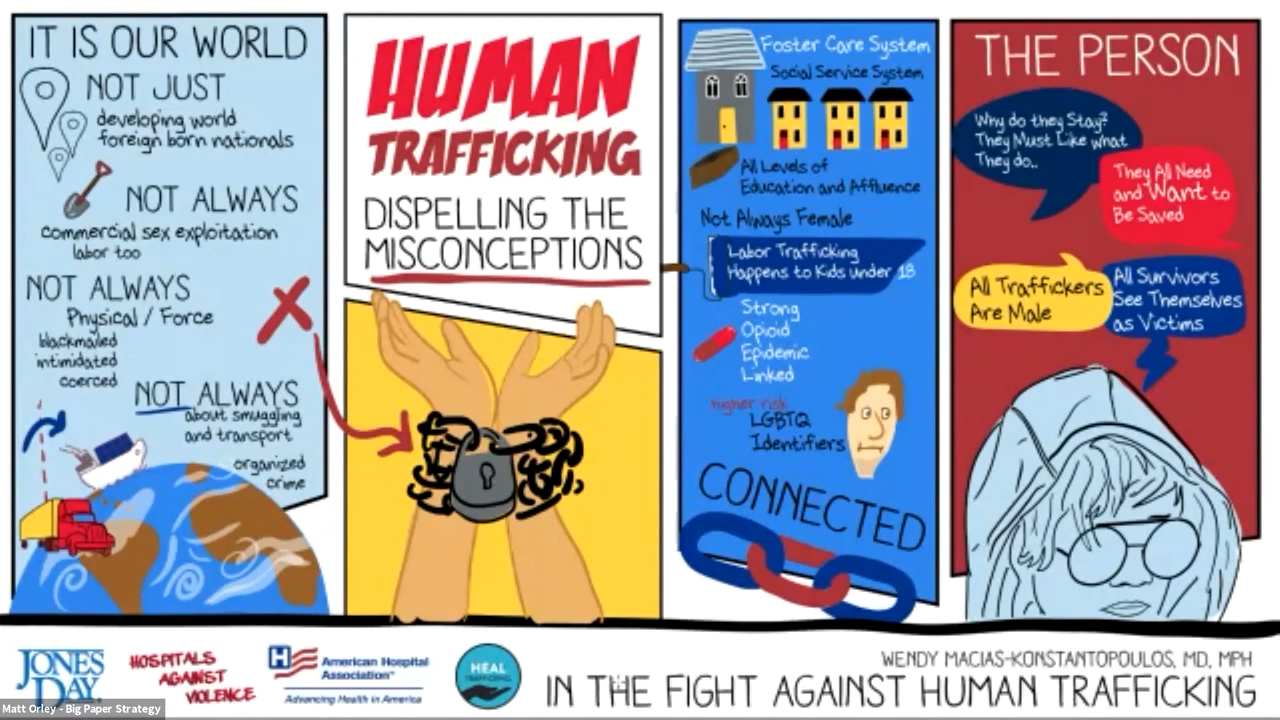 IT IS OUR WORLD
NOT JUST
developing world
foreign born nationals
NOT ALWAYS
commercial sex exploitation
labor too
NOT ALWAYS
Physical / Force
blackmailed
intimidated
coerced
NOT ALWAYS
about smuggling
and transport
organized
crime
HUMAN
TRAFFICKING
DISPELLING THE
MISCONCEPTIONS
Foster Care System
Social Service System
All Levels of
Education and Affluence
Not Always Female
Labor Trafficking
Happens to Kids under 18
Strong
Opioid
Epidemic
Linked
higher risk
LGBTQ
Identifiers
CONNECTED
THE PERSON
Why do they Stay?
They Must Like what
They do..
They All Need
and Want to
Be Saved
All Traffickers
Are Male
All Survivors
See Themselves
as Victims
JONES
DAY.
HOSPITALS
AGAINST
VIOLENCE
American Hospital
Association™
Advancing Health in America
HEAL
TRAFFICKING
WENDY MACIAS-KONSTANTOPOULOS, MD, MPH
IN THE FIGHT AGAINST HUMAN TRAFFICKING
Matt Orley - Big Paper Strategy